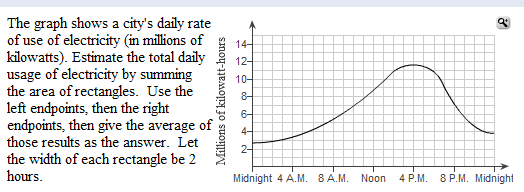 The graph shows a city's daily rate
of use of electricity (in millions of
kilowatts). Estimate the total daily
usage of electricity by summing
the area of rectangles. Use the
left endpoints, then the right
endpoints, then give the average of
those results as the answer. Let
the width of each rectangle be 2
hours.
Millions of kilowatt-hours
14
12
10
8
6
4
2
Midnight 4 A.M. 8 A.M. Noon 4 P.M. 8 P.M. Midnight